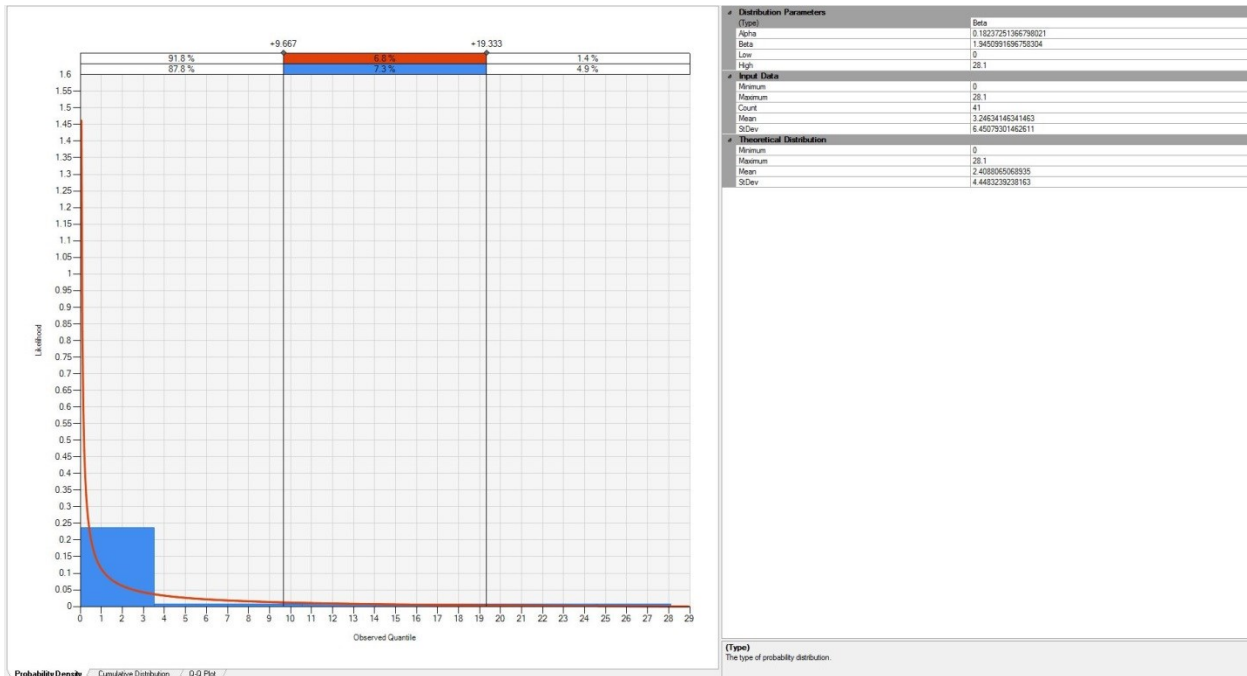 +9.667 +19.333
91.8 % 6.8 % 1.4 %
87.8 % 7.3 % 4.9 %
1.6
1.55
1.5
1.45
1.4
1.35
1.3
1.25
1.2
1.15
1.1
1.05
1
0.95
0.9
0.85
0.8
0.75
0.7
0.65
0.6
0.55
0.5
0.45
0.4
0.35
0.3
0.25
0.2
0.15
0.1
0.05
0
Likelihood
0 1 2 3 4 5 6 7 8 9 10 11 12 13 14 15 16 17 18 19 20 21 22 23 24 25 26 27 28 29
Observed Quantile
Probability Density Cumulative Distribution Q-Q Plot
Distribution Parameters
(Type) Beta
Alpha 0.18237251366798021
Beta 1.9450991696758304
Low 0
High 28.1
Input Data
Minimum 0
Maximum 28.1
Count 41
Mean 3.24634146341463
StDev 6.45079301462611
Theoretical Distribution
Minimum 0
Maximum 28.1
Mean 2.4088065068935
StDev 4.4483239238163
(Type)
The type of probability distribution.